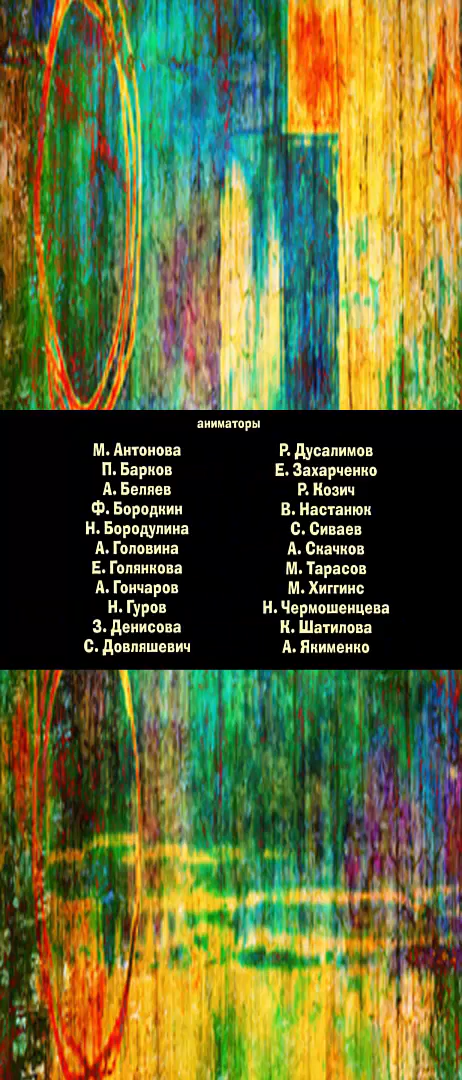 аниматоры
М. Антонова
П. Барков
А. Беляев
Ф. Бородкин
Н. Бородулина
А. Головина
Е. Голянкова
А. Гончаров
Н. Гуров
З. Денисова
С. Довляшевич
Р. Дусалимов
Е. Захарченко
Р. Козич
В. Настанюк
С. Сиваев
А. Скачков
М. Тарасов
М. Хиггинс
Н. Чермошенцева
К. Шатилова
А. Якименко